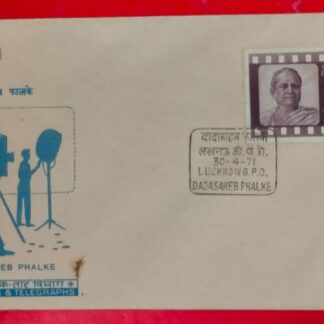 फालके
दादासाहब फालके
लखनऊ जी.पी.ओ.
30-4-71
LUCKNOW G.P.O.
DADASAHEB PHALKE
EB PHALKE
क-तार विभाग
& TELEGRAPHS